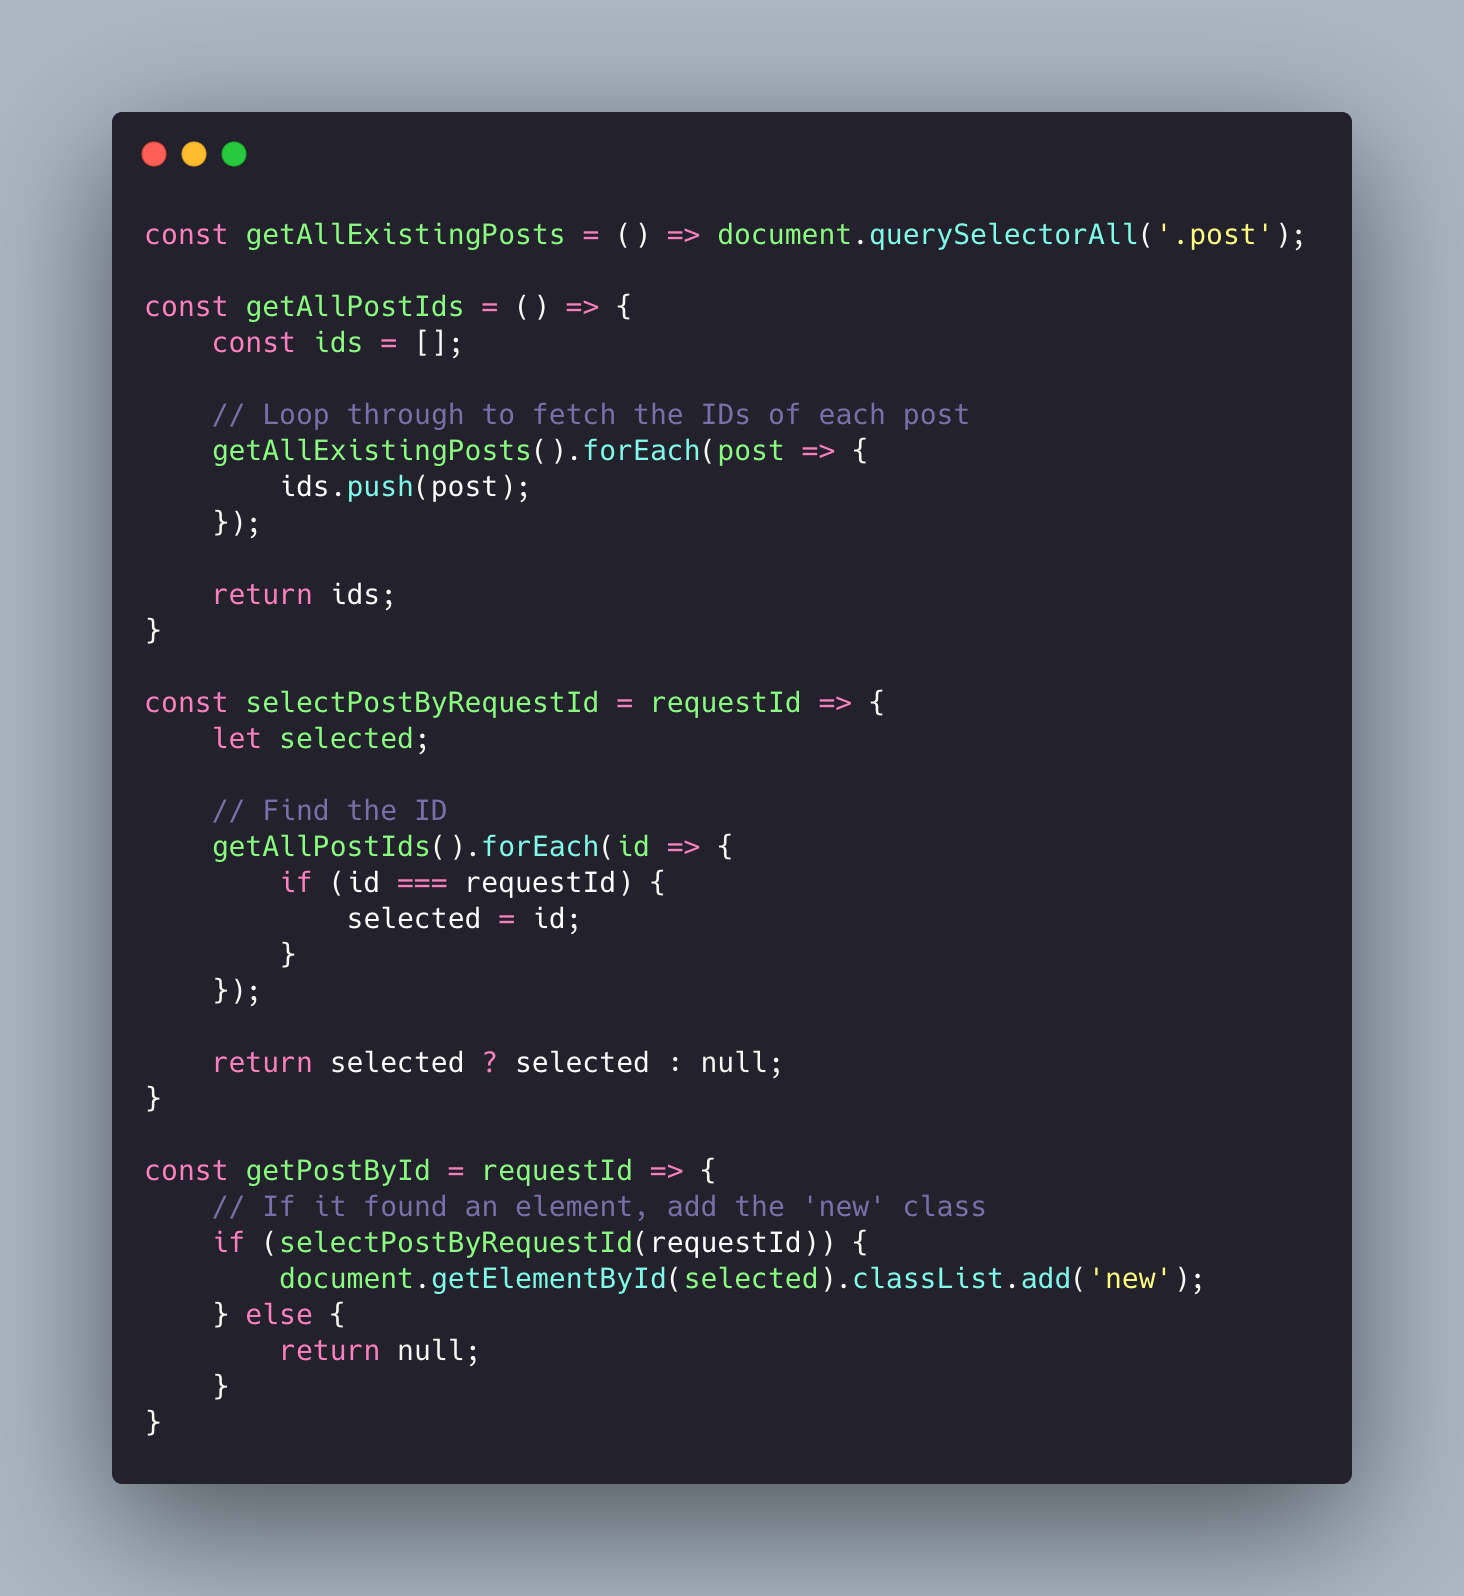 const getAllExistingPosts = () => document.querySelectorAll('.post');

const getAllPostIds = () => {
    const ids = [];

    // Loop through to fetch the IDs of each post
    getAllExistingPosts().forEach(post => {
        ids.push(post);
    });

    return ids;
}

const selectPostByRequestId = requestId => {
    let selected;

    // Find the ID
    getAllPostIds().forEach(id => {
        if (id === requestId) {
            selected = id;
        }
    });

    return selected ? selected : null;
}

const getPostById = requestId => {
    // If it found an element, add the 'new' class
    if (selectPostByRequestId(requestId)) {
        document.getElementById(selected).classList.add('new');
    } else {
        return null;
    }
}